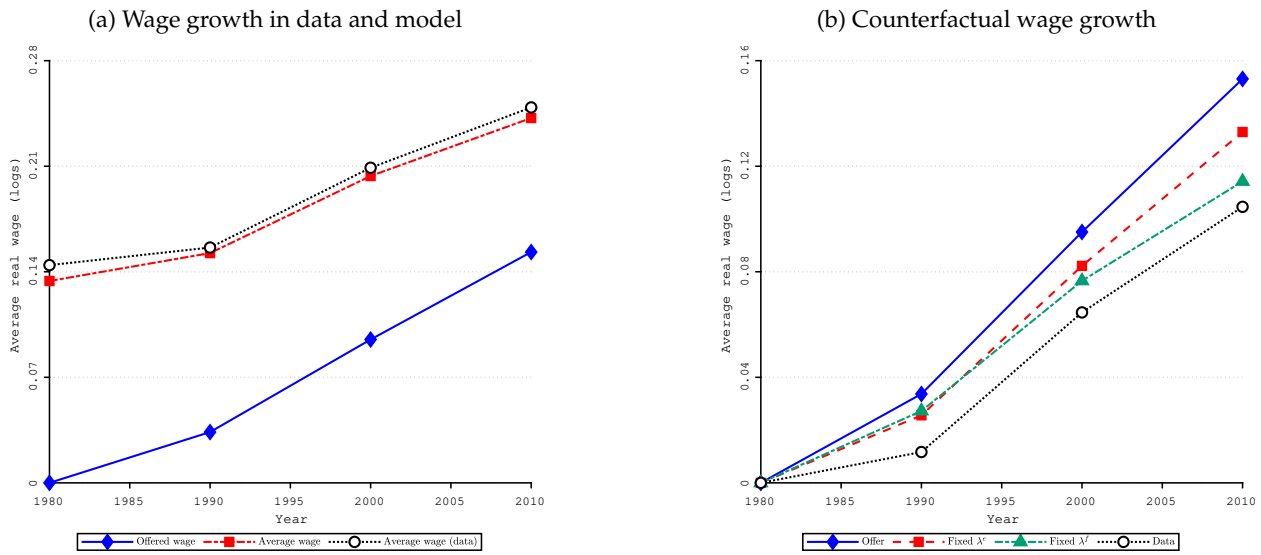 (a) Wage growth in data and model
Average real wage (logs)
0.28
0.21
0.14
0.07
0
1980 1985 1990 1995 2000 2005 2010
Year
Offered wage Average wage Average wage (data)
(b) Counterfactual wage growth
Average real wage (logs)
0.16
0.12
0.08
0.04
0
1980 1985 1990 1995 2000 2005 2010
Year
Offer Fixed λᵉ Fixed λᶠ Data